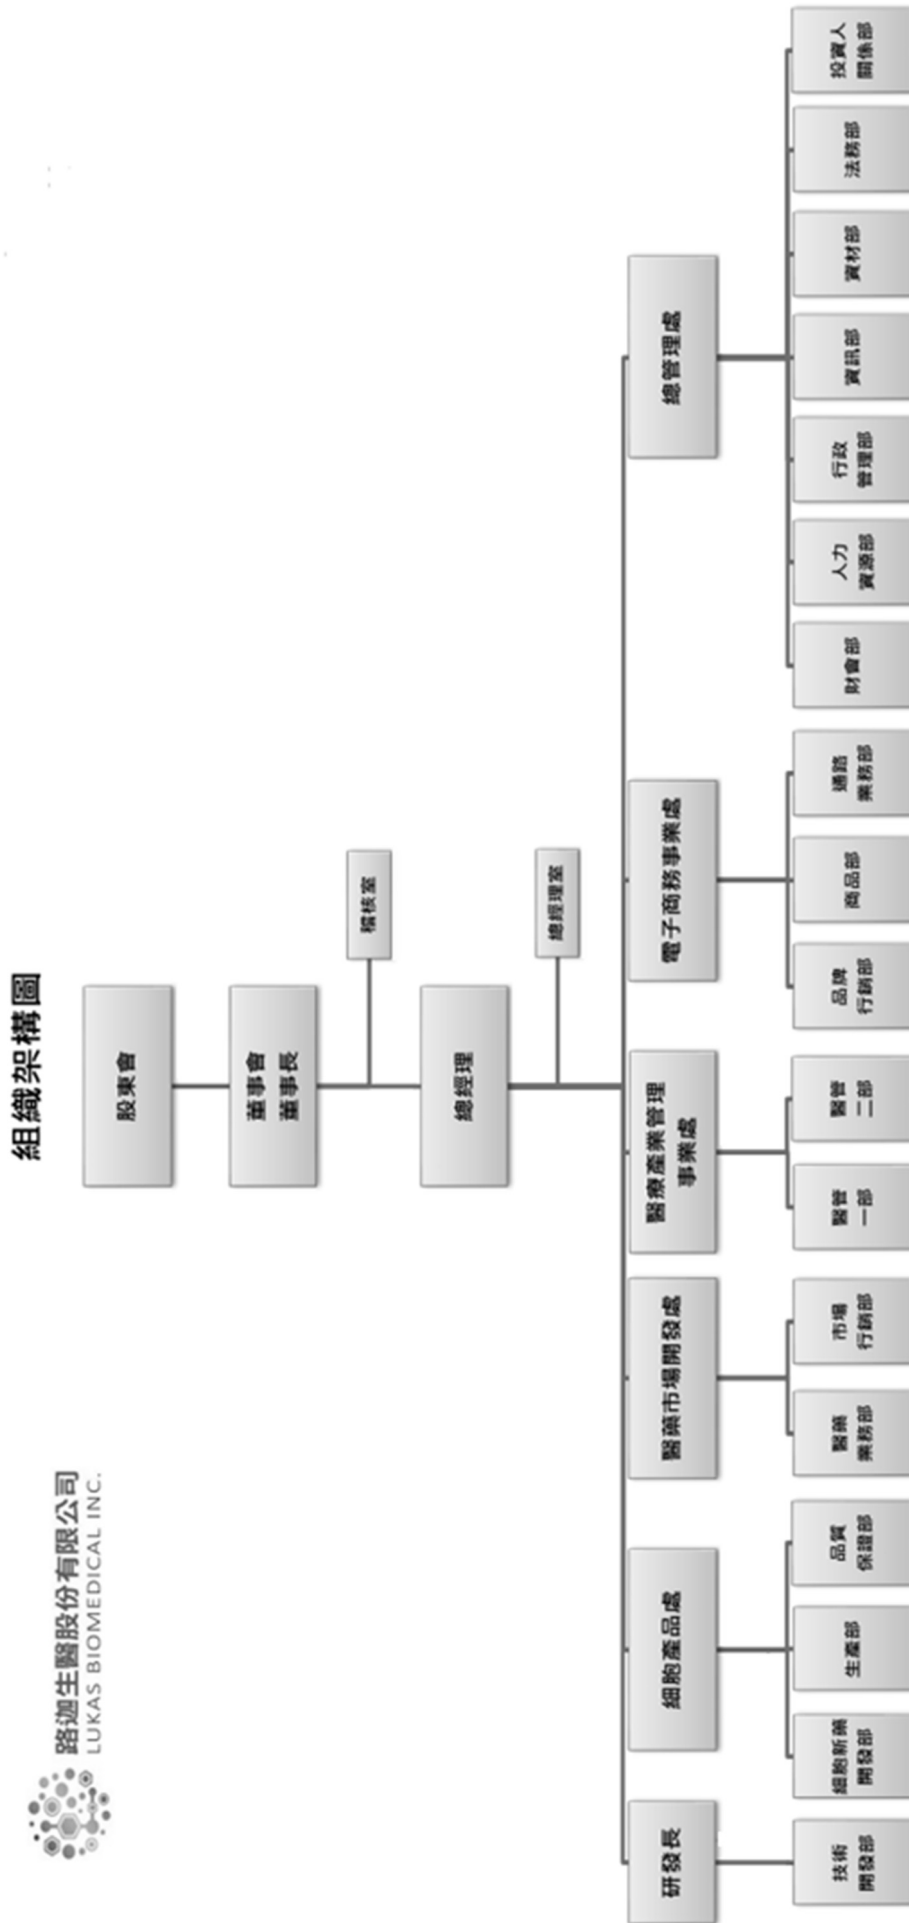 組織架構圖
路迦生醫股份有限公司
LUKAS BIOMEDICAL INC.
股東會
董事會
董事長
稽核室
總經理
總經理室
研發長
細胞產品處
醫藥市場開發處
醫療產業管理
事業處
電子商務事業處
總管理處
技術
開發部
細胞新藥
開發部
生產部
品質
保證部
醫藥
業務部
市場
行銷部
醫管
一部
醫管
二部
品牌
行銷部
商品部
通路
業務部
財會部
人力
資源部
行政
管理部
資訊部
資材部
法務部
投資人
關係部